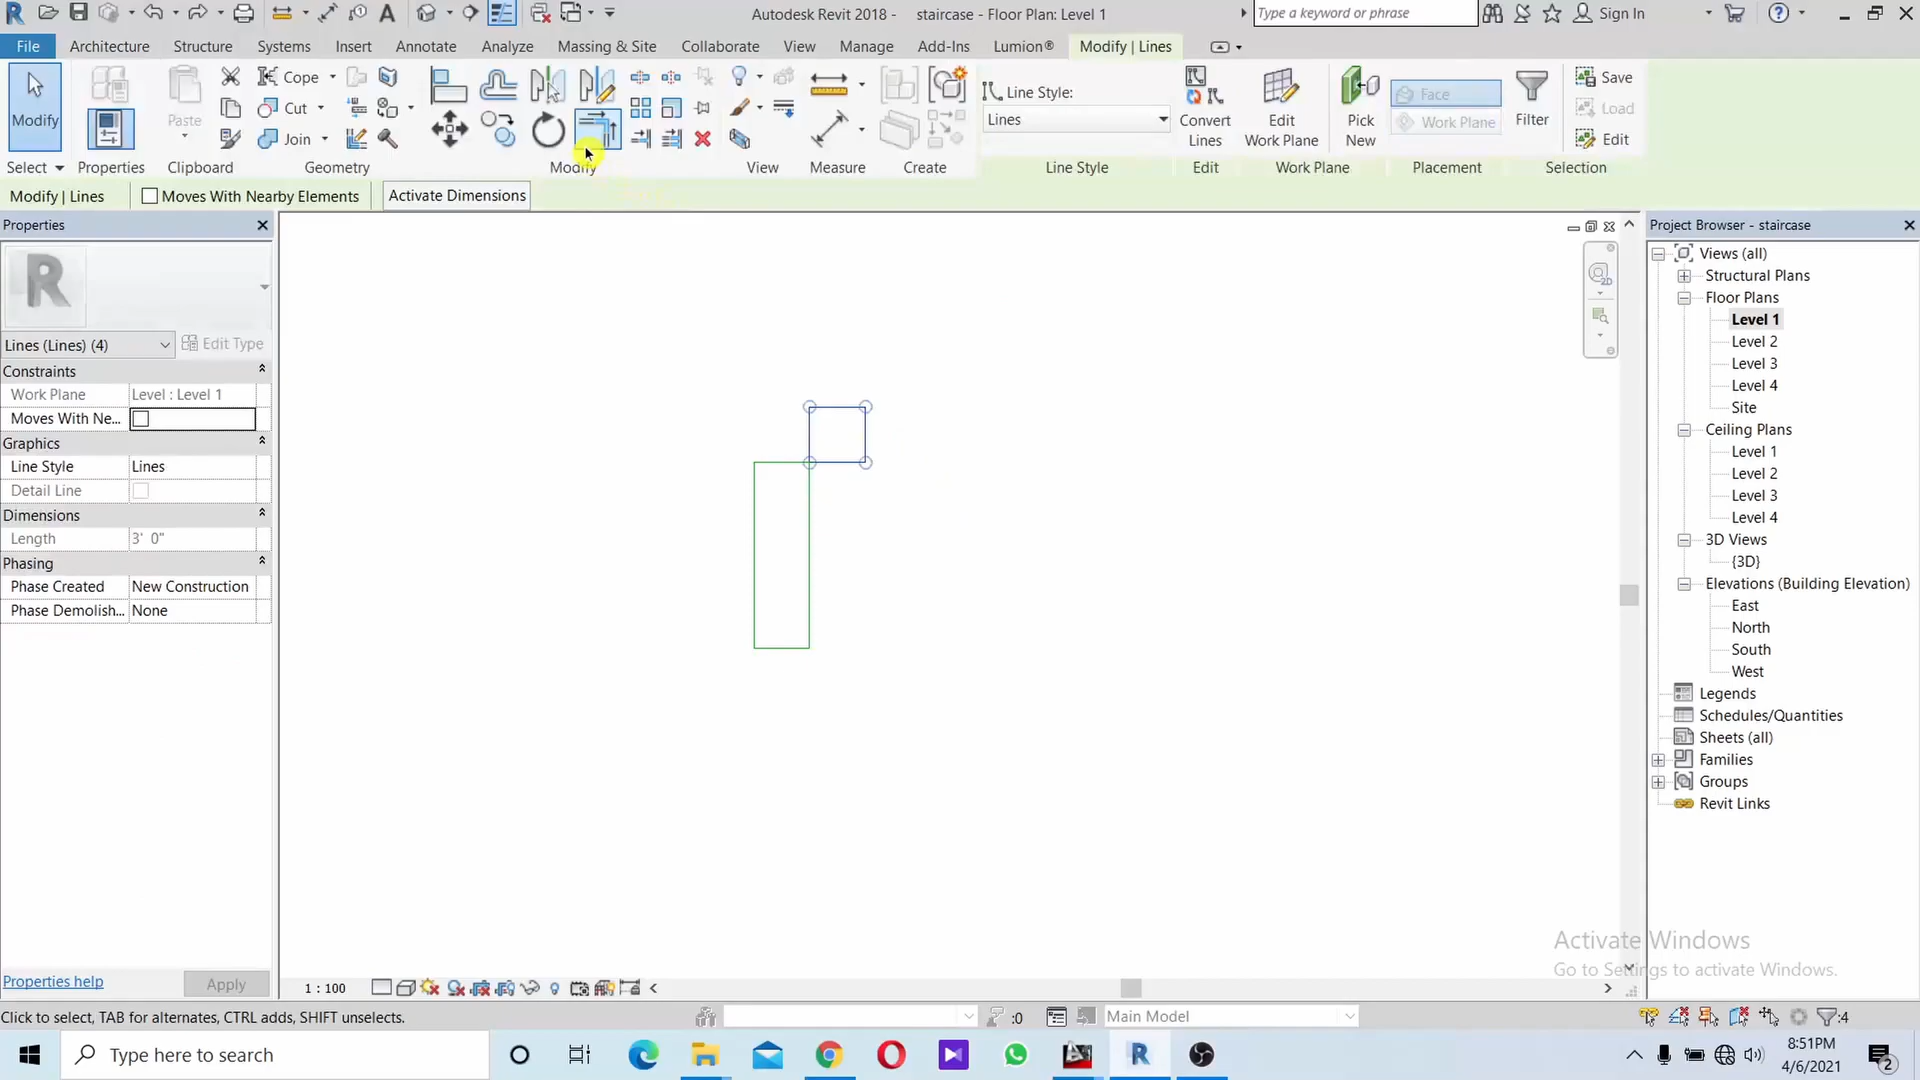 Autodesk Revit 2018 - staircase - Floor Plan: Level 1
Type a keyword or phrase
Sign In
File Architecture Structure Systems Insert Annotate Analyze Massing & Site Collaborate View Manage Add-Ins Lumion® Modify | Lines
Modify
Paste
Cope
Cut
Join
Line Style:
Lines
Convert Lines
Edit Work Plane
Pick New
Face
Work Plane
Filter
Save
Load
Edit
Select Properties Clipboard Geometry Modify View Measure Create Line Style Edit Work Plane Placement Selection
Modify | Lines Moves With Nearby Elements Activate Dimensions
Properties
Lines (Lines) (4) Edit Type
Constraints
Work Plane Level : Level 1
Moves With Ne...
Graphics
Line Style Lines
Detail Line
Dimensions
Length 3' 0"
Phasing
Phase Created New Construction
Phase Demolish... None
Properties help Apply
2D
Project Browser - staircase
Views (all)
Structural Plans
Floor Plans
Level 1
Level 2
Level 3
Level 4
Site
Ceiling Plans
Level 1
Level 2
Level 3
Level 4
3D Views
{3D}
Elevations (Building Elevation)
East
North
South
West
Legends
Schedules/Quantities
Sheets (all)
Families
Groups
Revit Links
Activate Windows
Go to Settings to activate Windows.
1 : 100
Click to select, TAB for alternates, CTRL adds, SHIFT unselects. :0 Main Model :4
Type here to search
8:51PM
4/6/2021
2